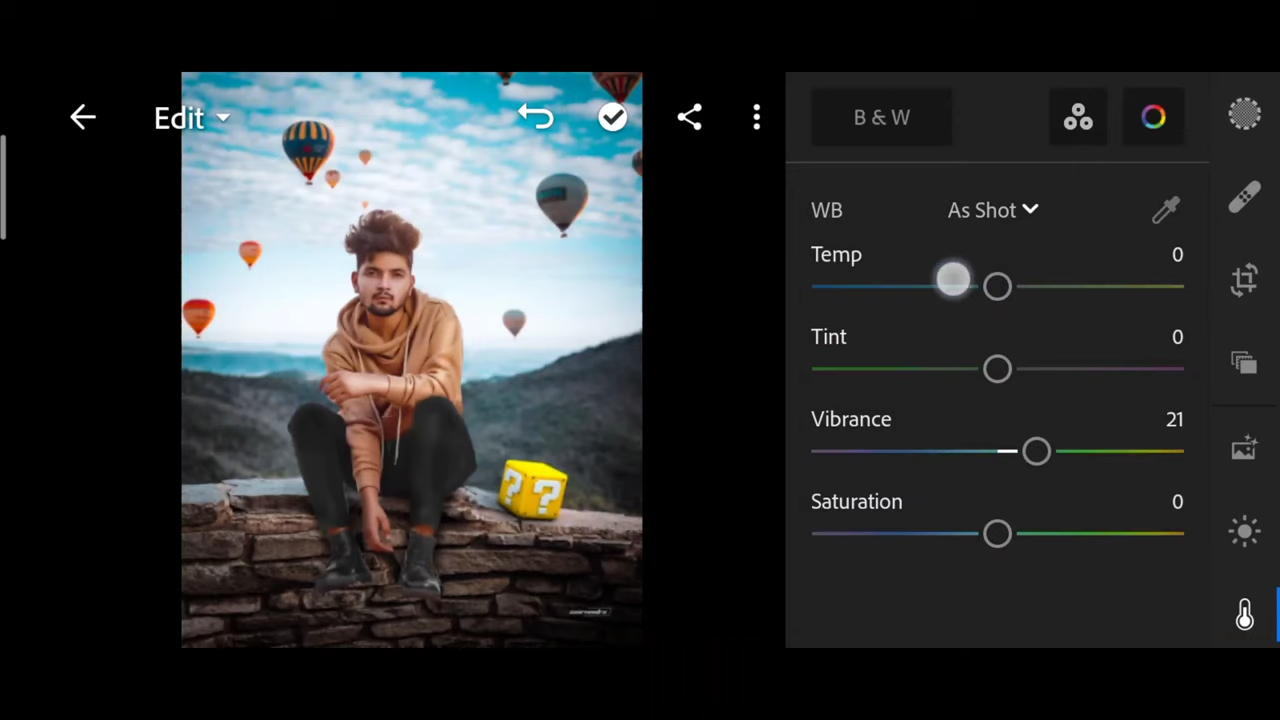 Edit
B & W
WB
As Shot
Temp
0
Tint
0
Vibrance
21
Saturation
0
? ?